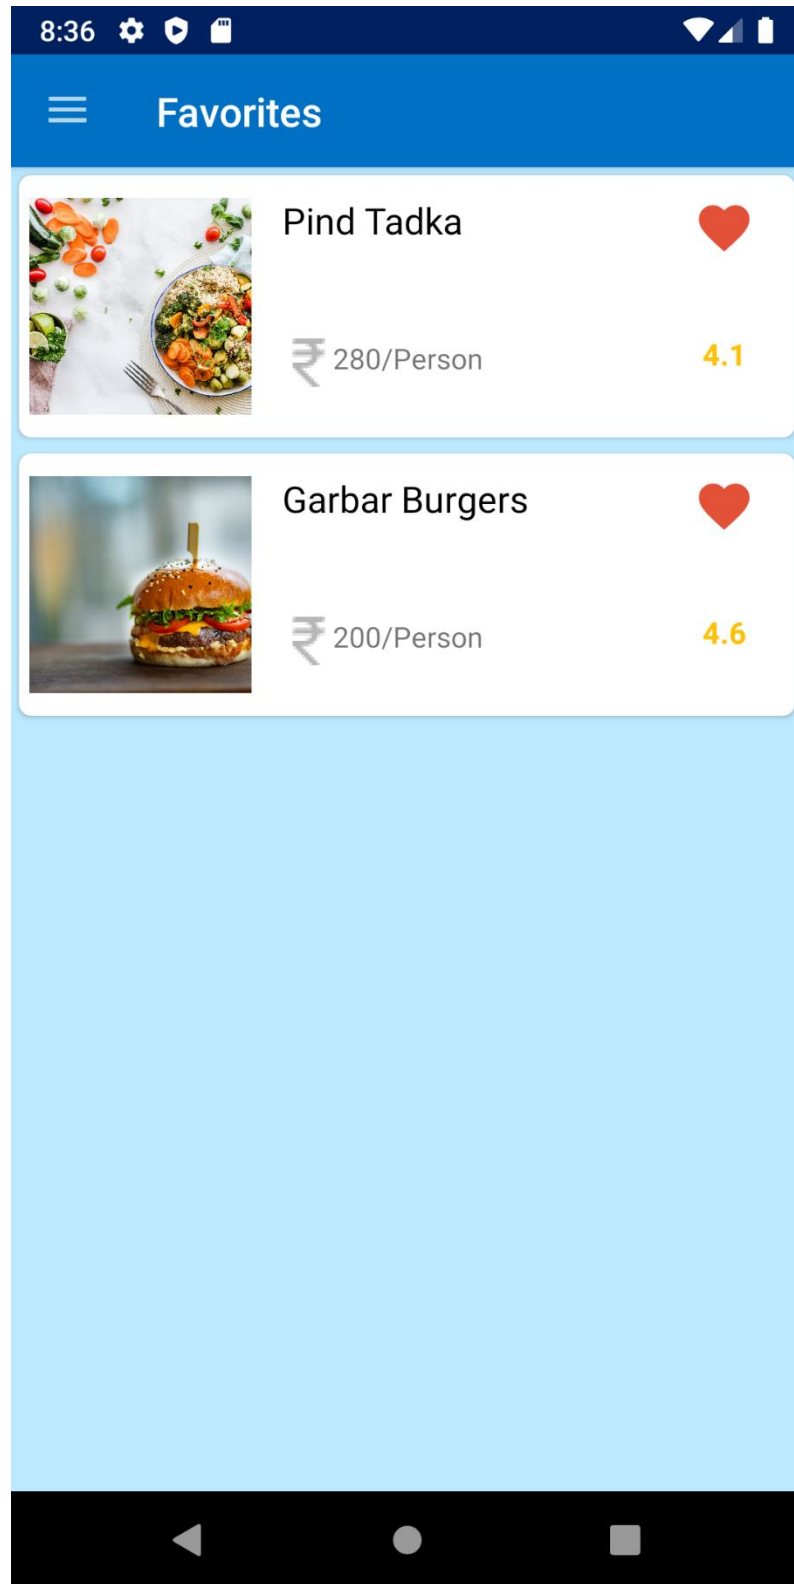 8:36
Favorites
Pind Tadka
₹ 280/Person
4.1
Garbar Burgers
₹ 200/Person
4.6